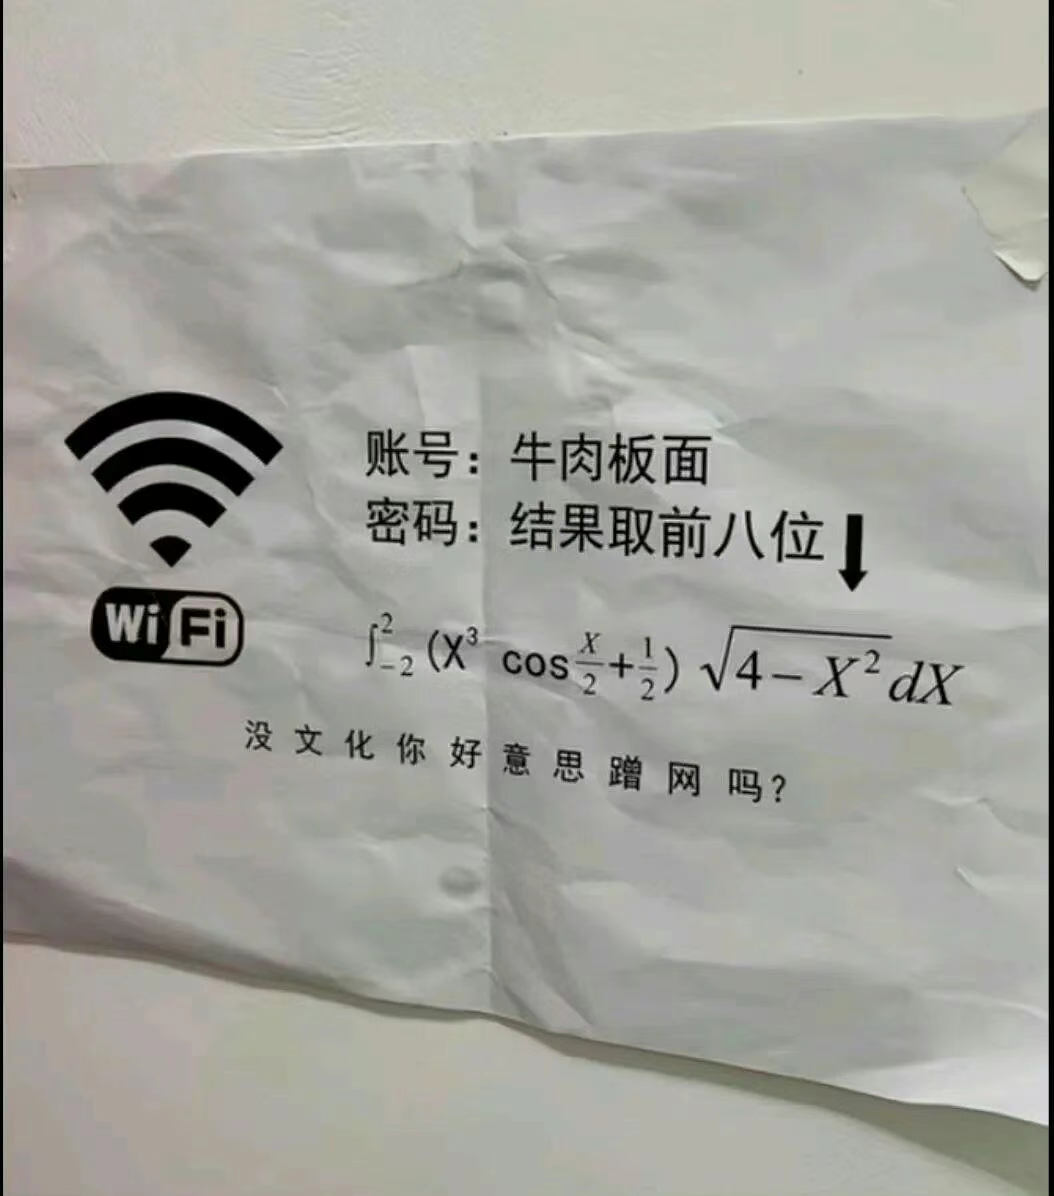 账号：牛肉板面
密码：结果取前八位
WiFi
∫₋₂² (X³ cos X/2 + 1/2) √(4－X²) dX
没文化你好意思蹭网吗?